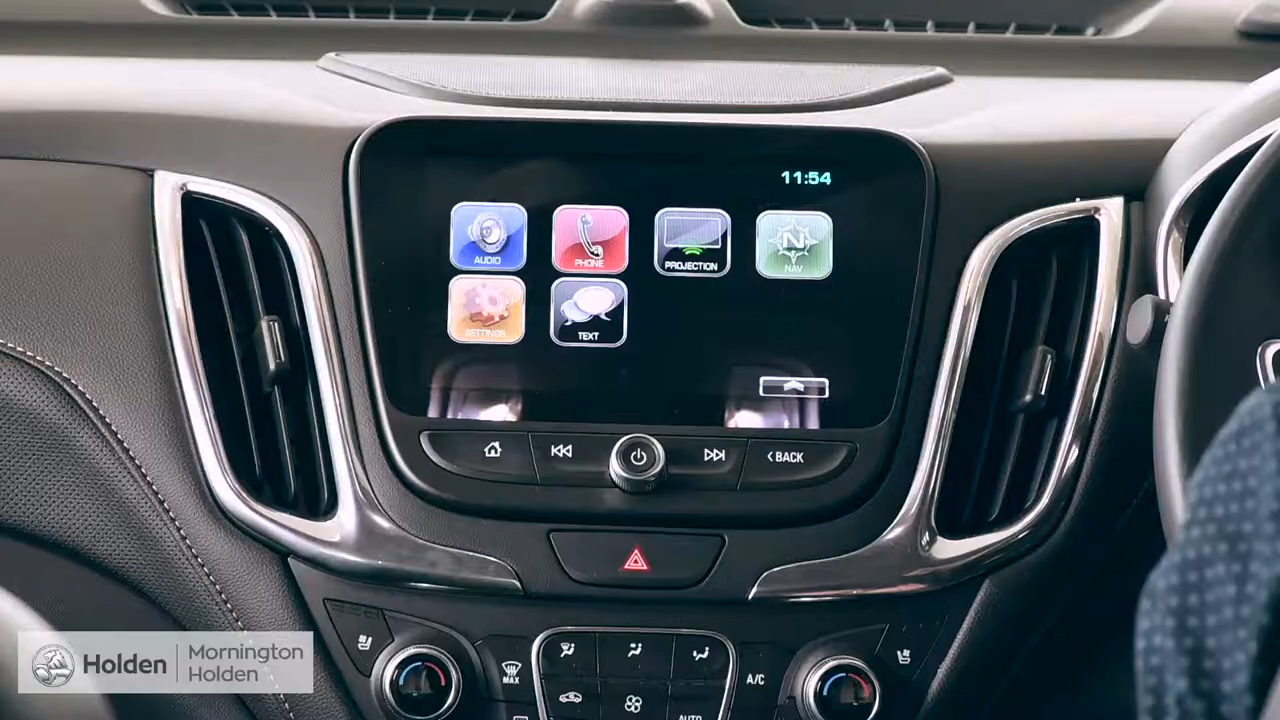 11:54
AUDIO
PHONE
PROJECTION
NAV
SETTINGS
TEXT
BACK
MAX
A/C
AUTO
Holden
Mornington
Holden